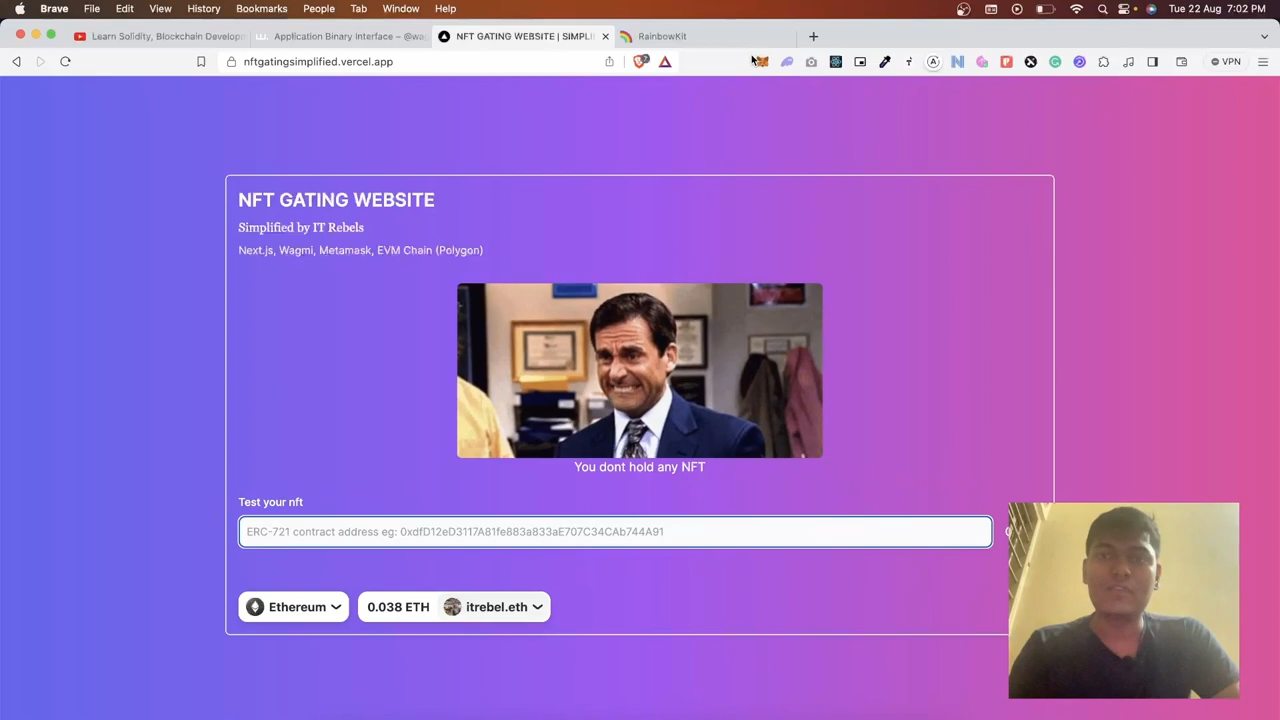 Brave File Edit View History Bookmarks People Tab Window Help Tue 22 Aug 7:02 PM
Learn Solidity, Blockchain Developm
Application Binary Interface – @wa
NFT GATING WEBSITE | SIMPLI
RainbowKit
nftgatingsimplified.vercel.app
VPN
NFT GATING WEBSITE
Simplified by IT Rebels
Next.js, Wagmi, Metamask, EVM Chain (Polygon)
You dont hold any NFT
Test your nft
ERC-721 contract address eg: 0xdfD12eD3117A81fe883a833aE707C34CAb744A91
Ethereum
0.038 ETH itrebel.eth